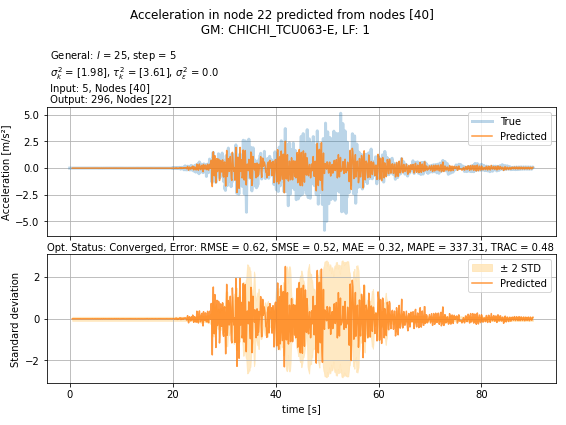 Acceleration in node 22 predicted from nodes [40]
GM: CHICHI_TCU063-E, LF: 1
General: l = 25, step = 5
σ²ₖ = [1.98], τ²ₖ = [3.61], σ²ε = 0.0
Input: 5, Nodes [40]
Output: 296, Nodes [22]
Acceleration [m/s²]
5.0
2.5
0.0
−2.5
−5.0
True
Predicted
Opt. Status: Converged, Error: RMSE = 0.62, SMSE = 0.52, MAE = 0.32, MAPE = 337.31, TRAC = 0.48
Standard deviation
2
0
−2
± 2 STD
Predicted
0 20 40 60 80
time [s]